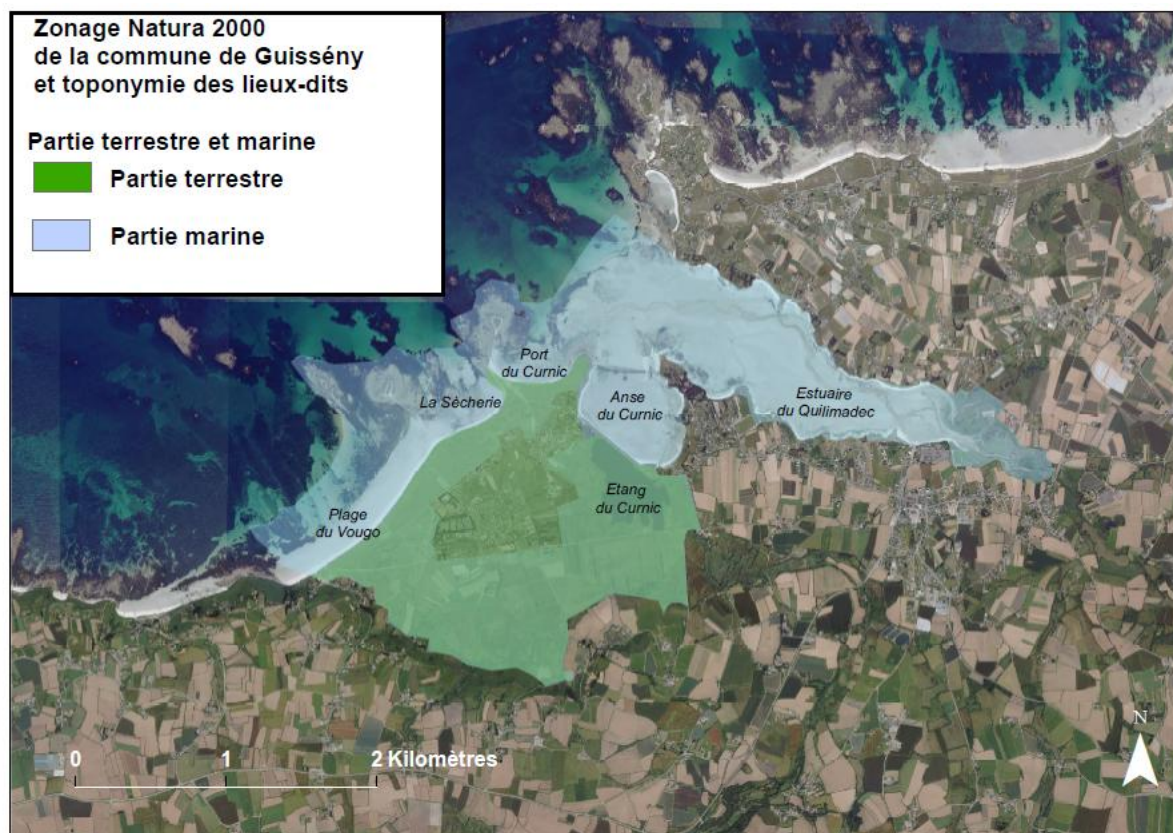 Zonage Natura 2000
de la commune de Guissény
et toponymie des lieux-dits
Partie terrestre et marine
Partie terrestre
Partie marine
Port
du Curnic
La Sècherie
Anse
du Curnic
Estuaire
du Quilimadec
Etang
du Curnic
Plage
du Vougo
N
0 1 2 Kilomètres